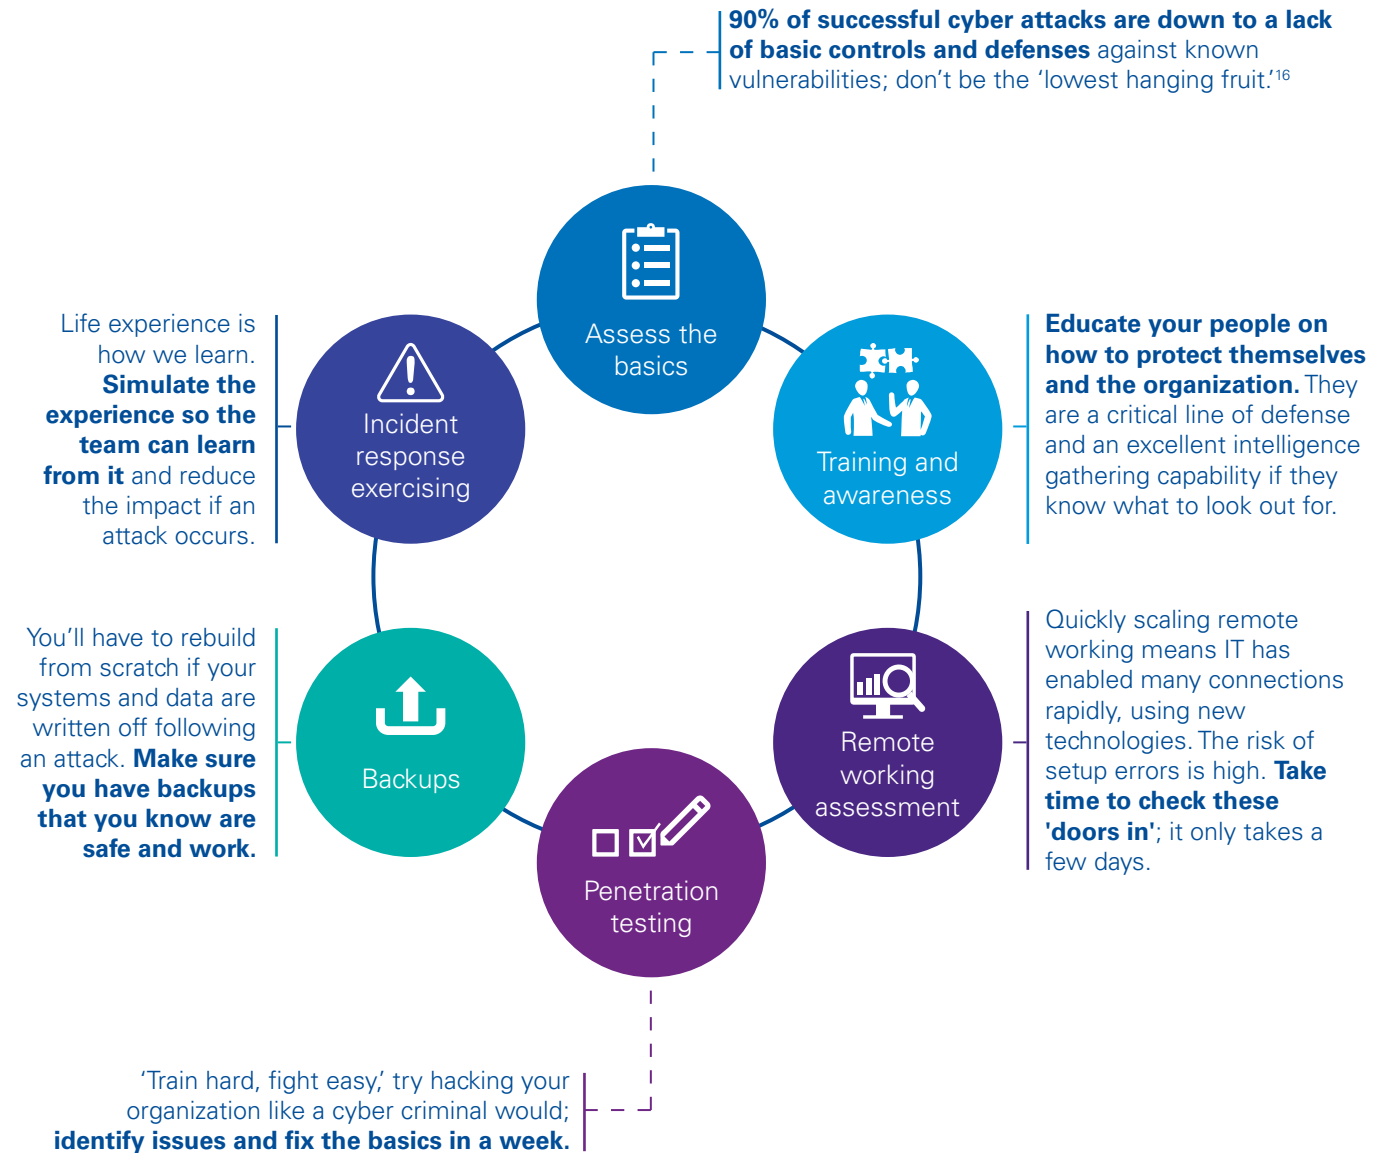 90% of successful cyber attacks are down to a lack
of basic controls and defenses against known
vulnerabilities; don’t be the ‘lowest hanging fruit.’16
Assess the
basics
Educate your people on
how to protect themselves
and the organization. They
are a critical line of defense
and an excellent intelligence
gathering capability if they
know what to look out for.
Training and
awareness
Quickly scaling remote
working means IT has
enabled many connections
rapidly, using new
technologies. The risk of
setup errors is high. Take
time to check these
'doors in'; it only takes a
few days.
Remote
working
assessment
Penetration
testing
‘Train hard, fight easy,’ try hacking your
organization like a cyber criminal would;
identify issues and fix the basics in a week.
Backups
You’ll have to rebuild
from scratch if your
systems and data are
written off following
an attack. Make sure
you have backups
that you know are
safe and work.
Incident
response
exercising
Life experience is
how we learn.
Simulate the
experience so the
team can learn
from it and reduce
the impact if an
attack occurs.